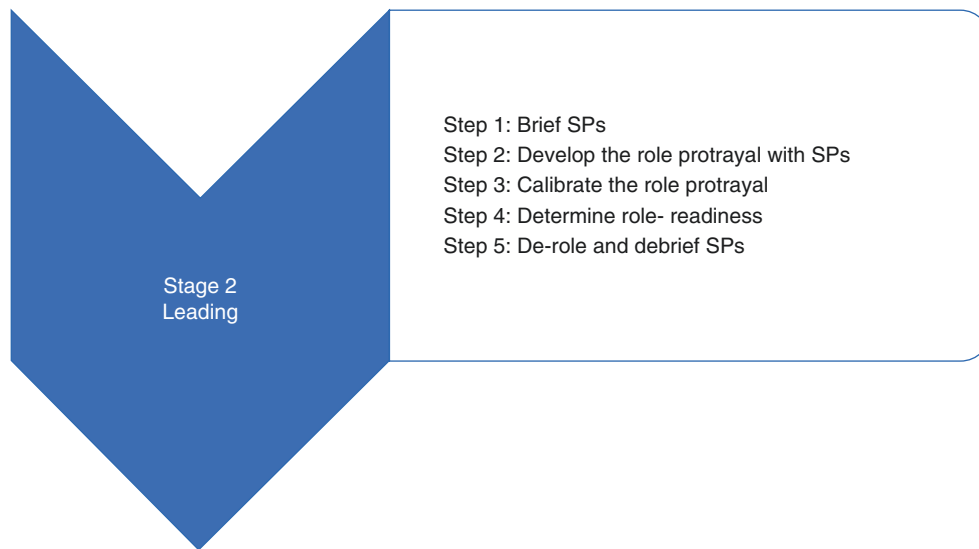 Stage 2
Leading
Step 1: Brief SPs
Step 2: Develop the role protrayal with SPs
Step 3: Calibrate the role protrayal
Step 4: Determine role- readiness
Step 5: De-role and debrief SPs